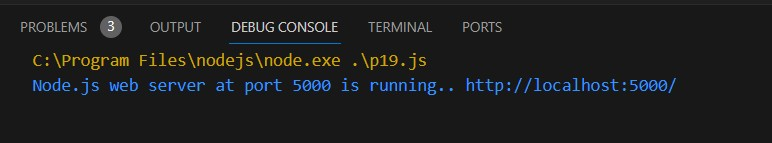 PROBLEMS 3 OUTPUT DEBUG CONSOLE TERMINAL PORTS
C:\Program Files\nodejs\node.exe .\p19.js
Node.js web server at port 5000 is running.. http://localhost:5000/